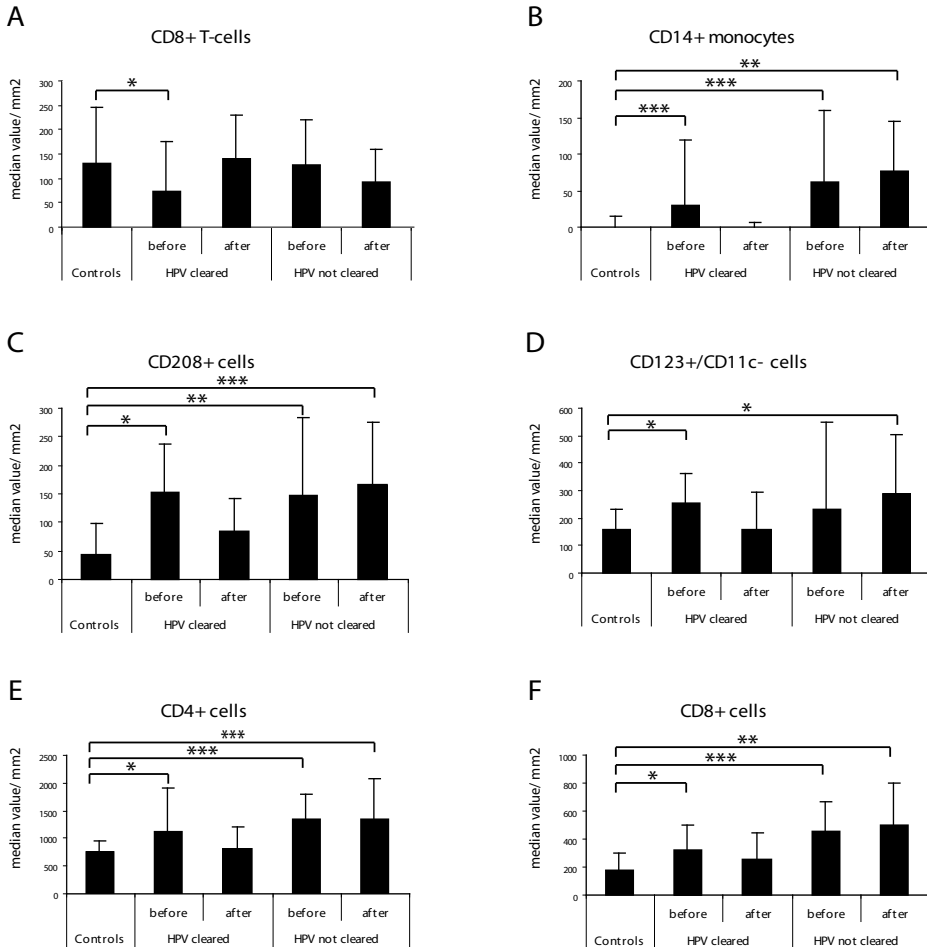 A
CD8+ T-cells
median value/ mm2
300
250
200
150
100
50
0
*
before after before after
Controls HPV cleared HPV not cleared
B
CD14+ monocytes
median value/ mm2
200
150
100
50
0
**
***
***
before after before after
Controls HPV cleared HPV not cleared
C
CD208+ cells
median value/ mm2
300
250
200
150
100
50
0
***
**
*
before after before after
Controls HPV cleared HPV not cleared
D
CD123+/CD11c- cells
median value/ mm2
600
500
400
300
200
100
0
*
*
before after before after
Controls HPV cleared HPV not cleared
E
CD4+ cells
median value/ mm2
2500
2000
1500
1000
500
0
***
***
*
before after before after
Controls HPV cleared HPV not cleared
F
CD8+ cells
median value/ mm2
1000
800
600
400
200
0
**
***
*
before after before after
Controls HPV cleared HPV not cleared